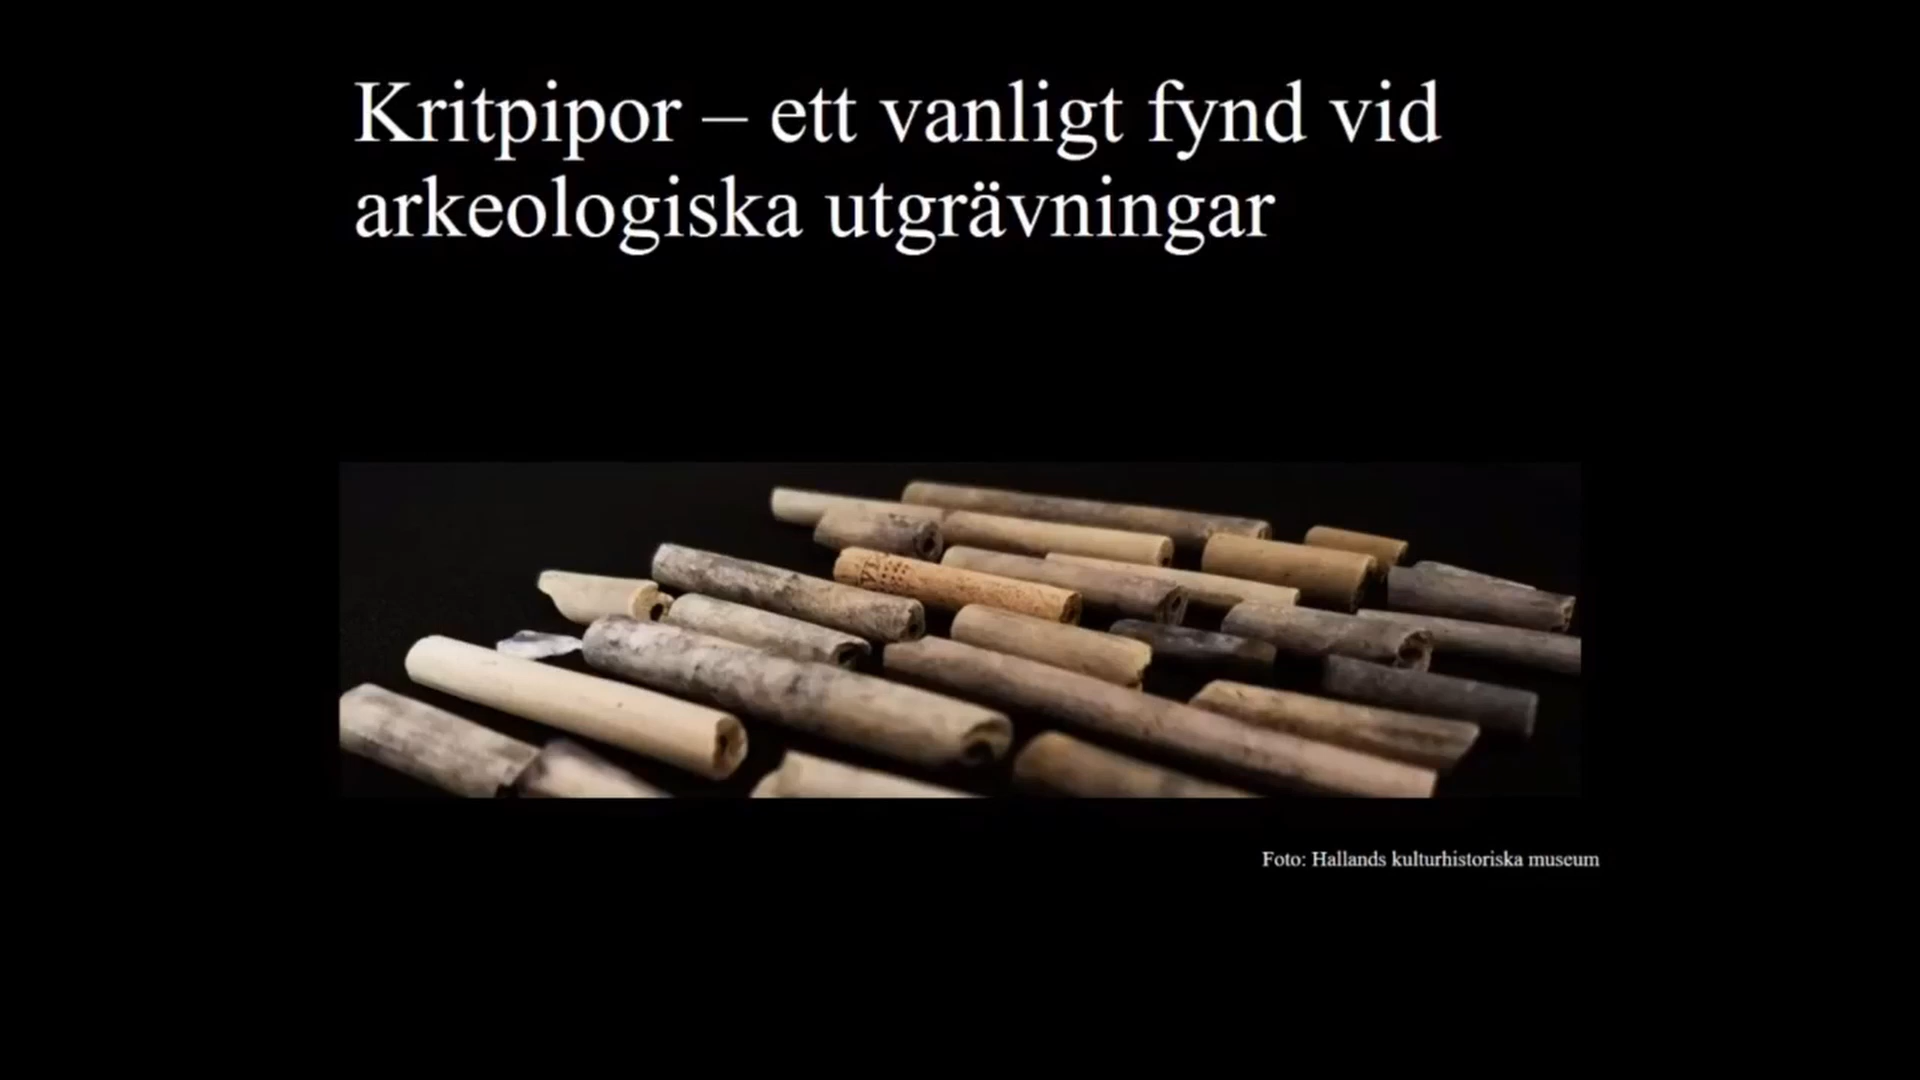 Kritpipor – ett vanligt fynd vid
arkeologiska utgrävningar
Foto: Hallands kulturhistoriska museum